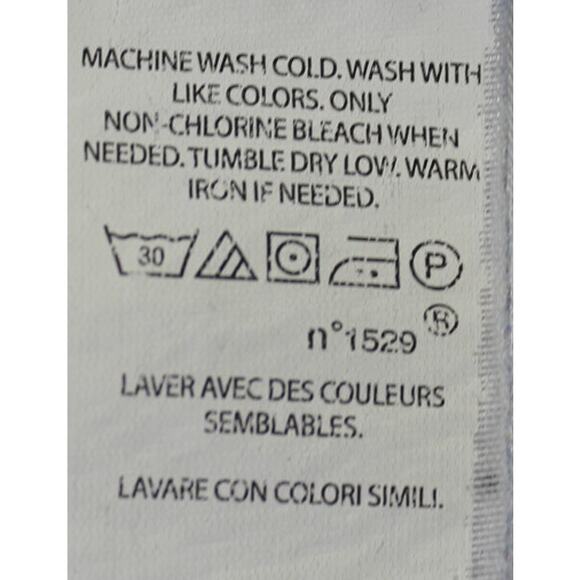 MACHINE WASH COLD. WASH WITH
LIKE COLORS. ONLY
NON-CHLORINE BLEACH WHEN
NEEDED. TUMBLE DRY LOW. WARM
IRON IF NEEDED.
30 P
n°1529 ®
LAVER AVEC DES COULEURS
SEMBLABLES.
LAVARE CON COLORI SIMILI.